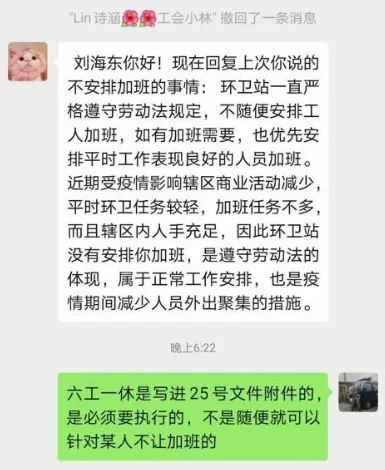 "Lin 诗涵🌺🌺工会小林" 撤回了一条消息
刘海东你好！现在回复上次你说的
不安排加班的事情： 环卫站一直严
格遵守劳动法规定，不随便安排工
人加班，如有加班需要，也优先安
排平时工作表现良好的人员加班。
近期受疫情影响辖区商业活动减少，
平时环卫任务较轻，加班任务不多，
而且辖区内人手充足，因此环卫站
没有安排你加班，是遵守劳动法的
体现，属于正常工作安排，也是疫
情期间减少人员外出聚集的措施。
晚上6:22
六工一休是写进 25 号文件附件的，
是必须要执行的，不是随便就可以
针对某人不让加班的